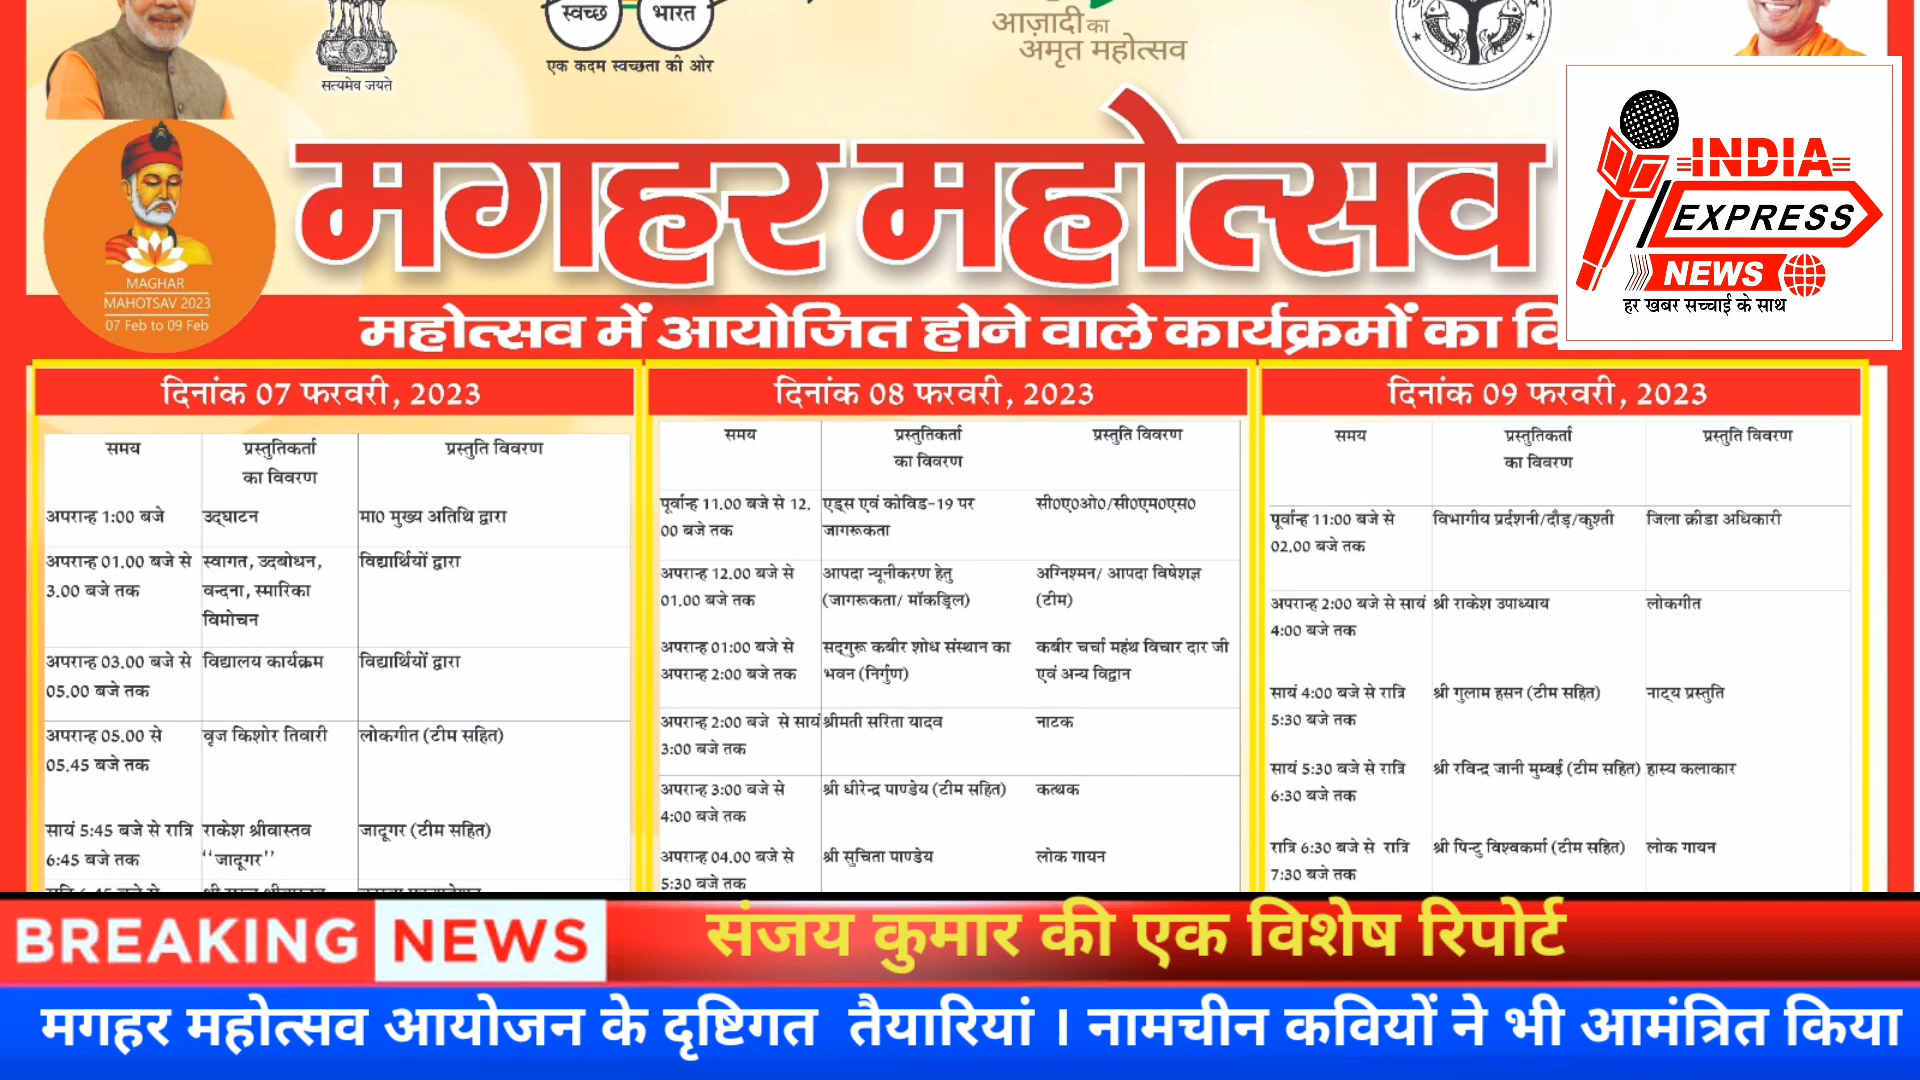 स्वच्छ भारत
एक कदम स्वच्छता की ओर
सत्यमेव जयते
आज़ादी का
अमृत महोत्सव
मगहर महोत्सव
MAGHAR
MAHOTSAV 2023
07 Feb to 09 Feb
INDIA
EXPRESS
NEWS
हर खबर सच्चाई के साथ
महोत्सव में आयोजित होने वाले कार्यक्रमों का
दिनांक 07 फरवरी, 2023
समय प्रस्तुतिकर्ता प्रस्तुति विवरण
का विवरण
अपरान्ह 1:00 बजे उद्घाटन मा0 मुख्य अतिथि द्वारा
अपरान्ह 01.00 बजे से स्वागत, उदबोधन, विद्यार्थियों द्वारा
3.00 बजे तक वन्दना, स्मारिका
विमोचन
अपरान्ह 03.00 बजे से विद्यालय कार्यक्रम विद्यार्थियों द्वारा
05.00 बजे तक
अपरान्ह 05.00 से वृज किशोर तिवारी लोकगीत (टीम सहित)
05.45 बजे तक
सायं 5:45 बजे से रात्रि राकेश श्रीवास्तव जादूगर (टीम सहित)
6:45 बजे तक ‘‘जादूगर’’
दिनांक 08 फरवरी, 2023
समय प्रस्तुतिकर्ता प्रस्तुति विवरण
का विवरण
पूर्वान्ह 11.00 बजे से 12. एड्स एवं कोविड-19 पर सी0ए0ओ0/सी0एम0एस0
00 बजे तक जागरूकता
अपरान्ह 12.00 बजे से आपदा न्यूनीकरण हेतु अग्निश्मन/ आपदा विषेशज्ञ
01.00 बजे तक (जागरूकता/ मॉकड्रिल) (टीम)
अपरान्ह 01:00 बजे से सद्गुरू कबीर शोध संस्थान का कबीर चर्चा महंथ विचार दार जी
अपरान्ह 2:00 बजे तक भवन (निर्गुण) एवं अन्य विद्वान
अपरान्ह 2:00 बजे से सायं श्रीमती सरिता यादव नाटक
3:00 बजे तक
अपरान्ह 3:00 बजे से श्री धीरेन्द्र पाण्डेय (टीम सहित) कत्थक
4:00 बजे तक
अपरान्ह 04.00 बजे से श्री सुचिता पाण्डेय लोक गायन
5:30 बजे तक
दिनांक 09 फरवरी, 2023
समय प्रस्तुतिकर्ता प्रस्तुति विवरण
का विवरण
पूर्वान्ह 11:00 बजे से विभागीय प्रर्दशनी/दौड़/कुश्ती जिला क्रीडा अधिकारी
02.00 बजे तक
अपरान्ह 2:00 बजे से सायं श्री राकेश उपाध्याय लोकगीत
4:00 बजे तक
सायं 4:00 बजे से रात्रि श्री गुलाम हसन (टीम सहित) नाट्य प्रस्तुति
5:30 बजे तक
सायं 5:30 बजे से रात्रि श्री रविन्द्र जानी मुम्बई (टीम सहित) हास्य कलाकार
6:30 बजे तक
रात्रि 6:30 बजे से रात्रि श्री पिन्टु विश्वकर्मा (टीम सहित) लोक गायन
7:30 बजे तक
BREAKING NEWS संजय कुमार की एक विशेष रिपोर्ट
मगहर महोत्सव आयोजन के दृष्टिगत तैयारियां । नामचीन कवियों ने भी आमंत्रित किया